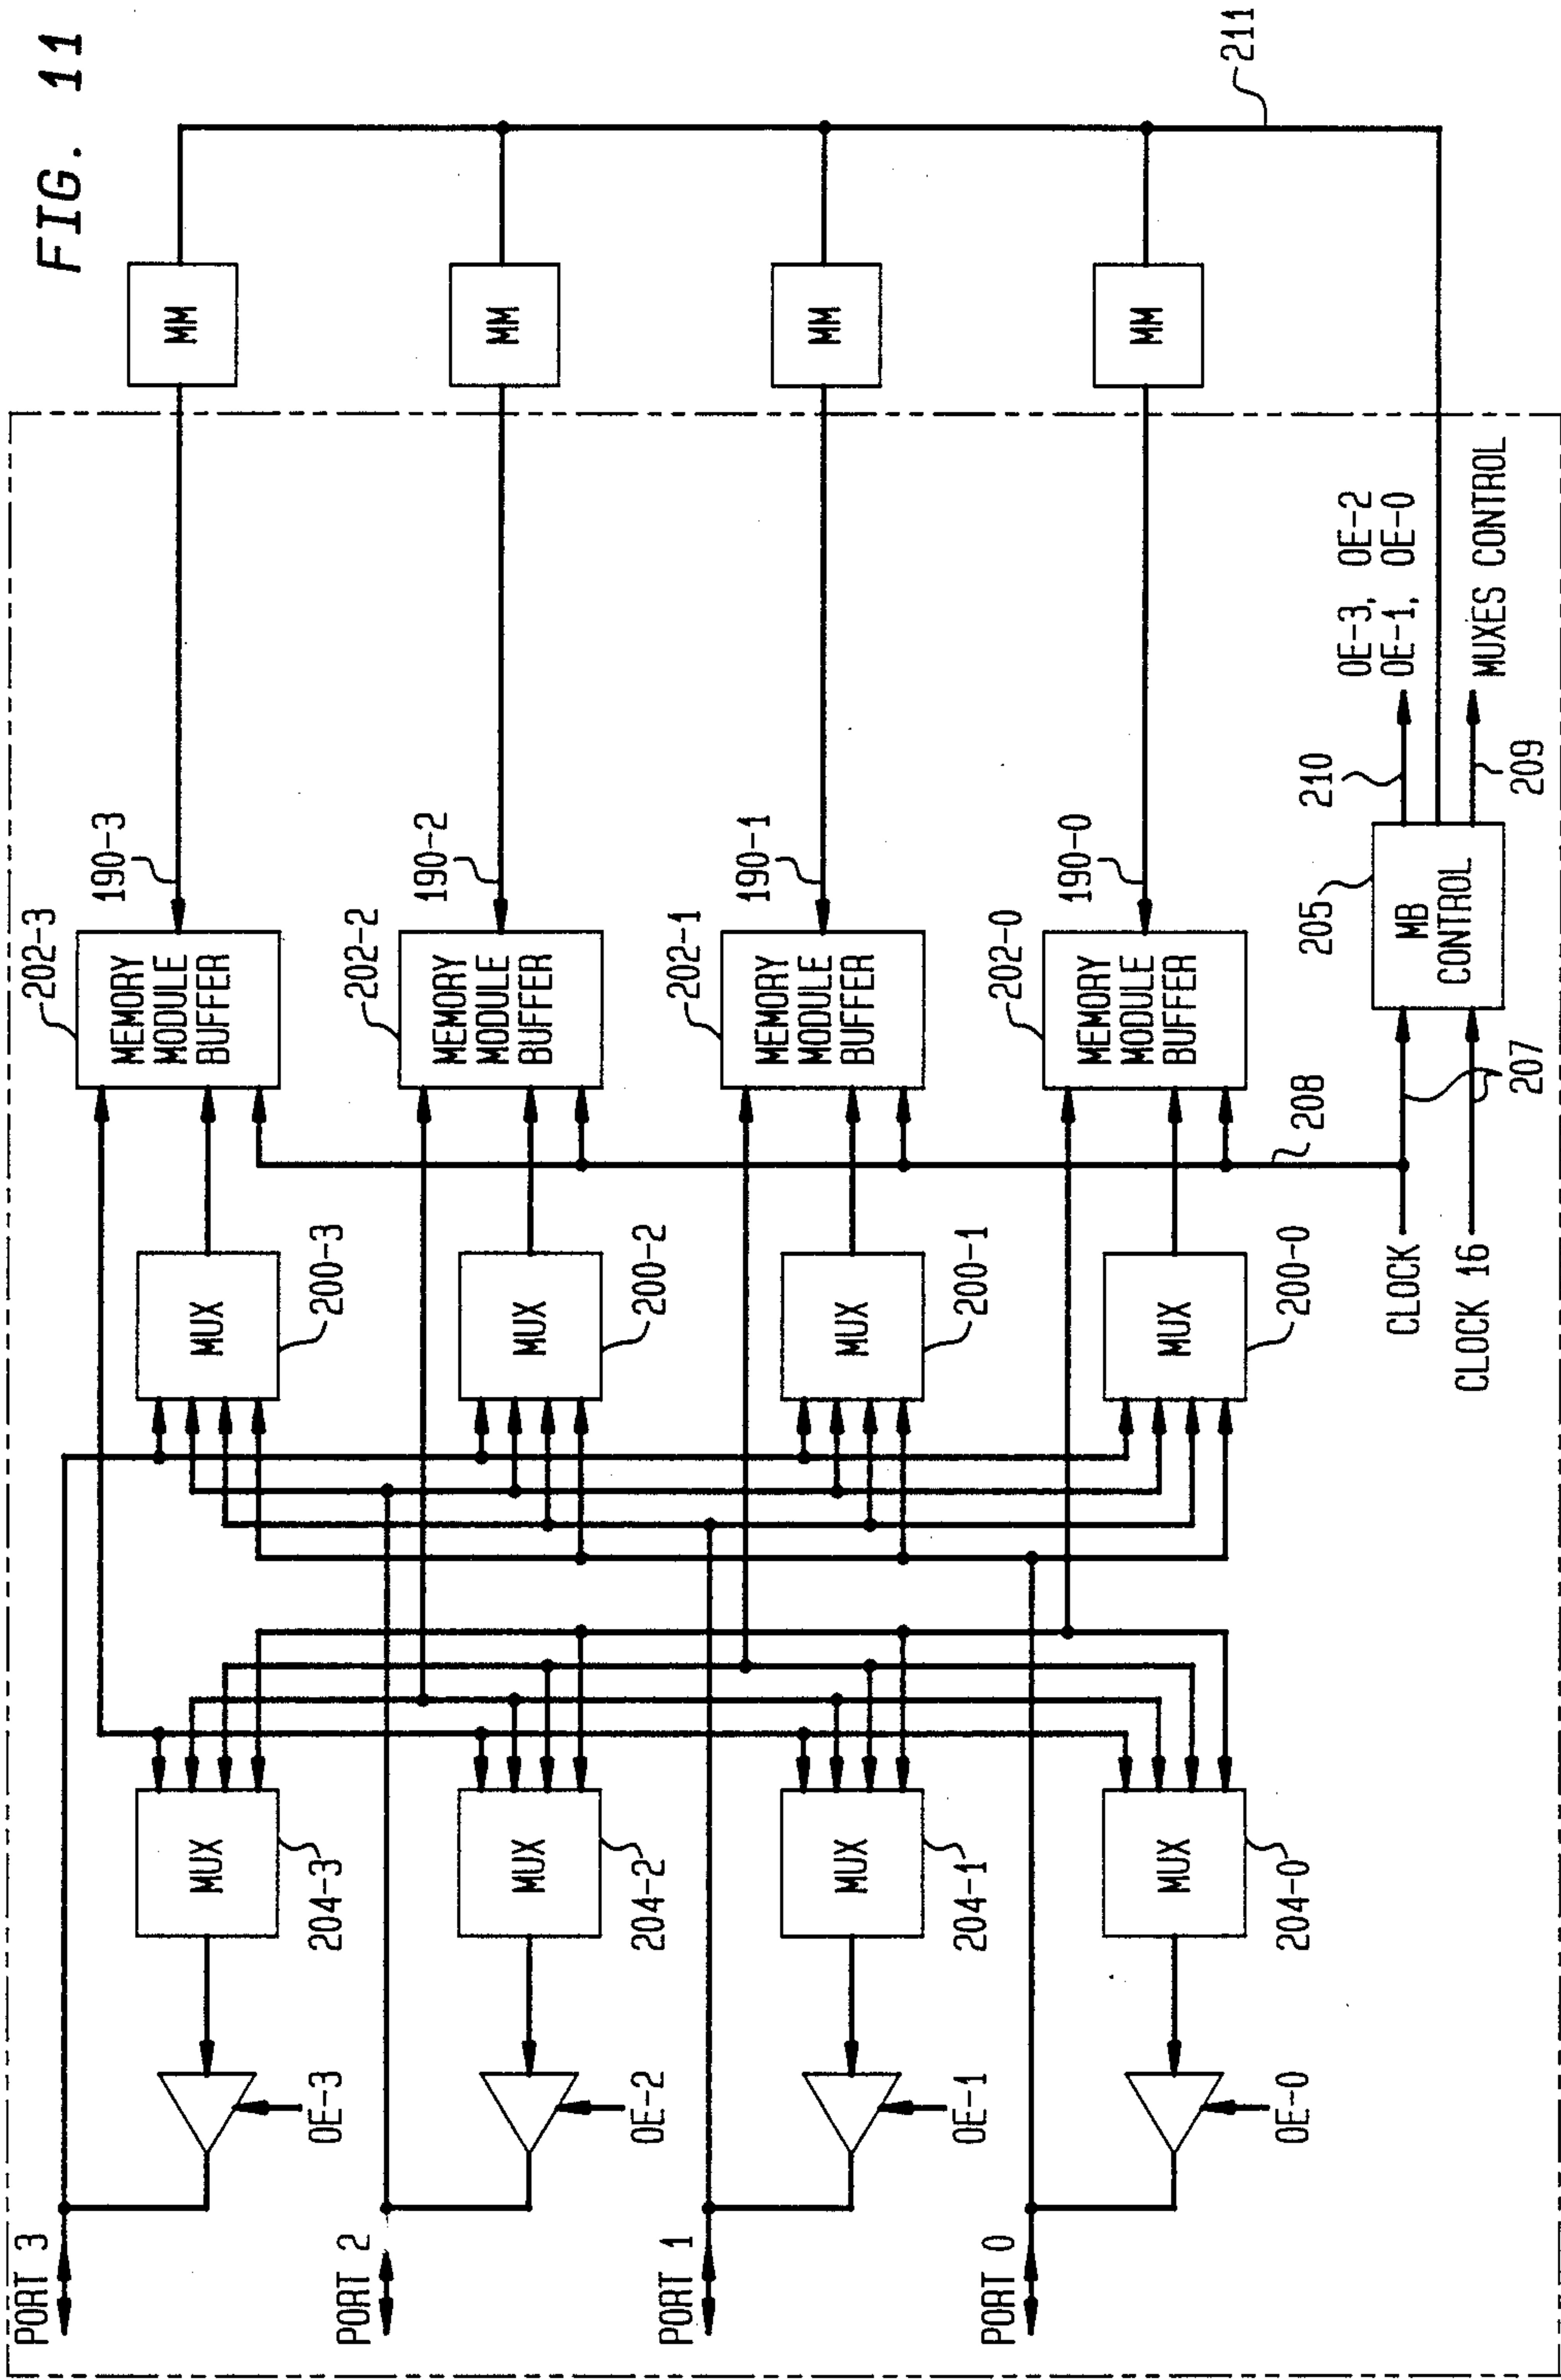 FIG. 11
PORT 3
OE-3
MUX
204-3
MUX
200-3
202-3
MEMORY
MODULE
BUFFER
190-3
MM
PORT 2
OE-2
MUX
204-2
MUX
200-2
202-2
MEMORY
MODULE
BUFFER
190-2
MM
PORT 1
OE-1
MUX
204-1
MUX
200-1
202-1
MEMORY
MODULE
BUFFER
190-1
MM
PORT 0
OE-0
MUX
204-0
MUX
200-0
202-0
MEMORY
MODULE
BUFFER
190-0
MM
CLOCK
CLOCK 16
208
207
205
MB
CONTROL
210
OE-3, OE-2
OE-1, OE-0
MUXES CONTROL
209
211